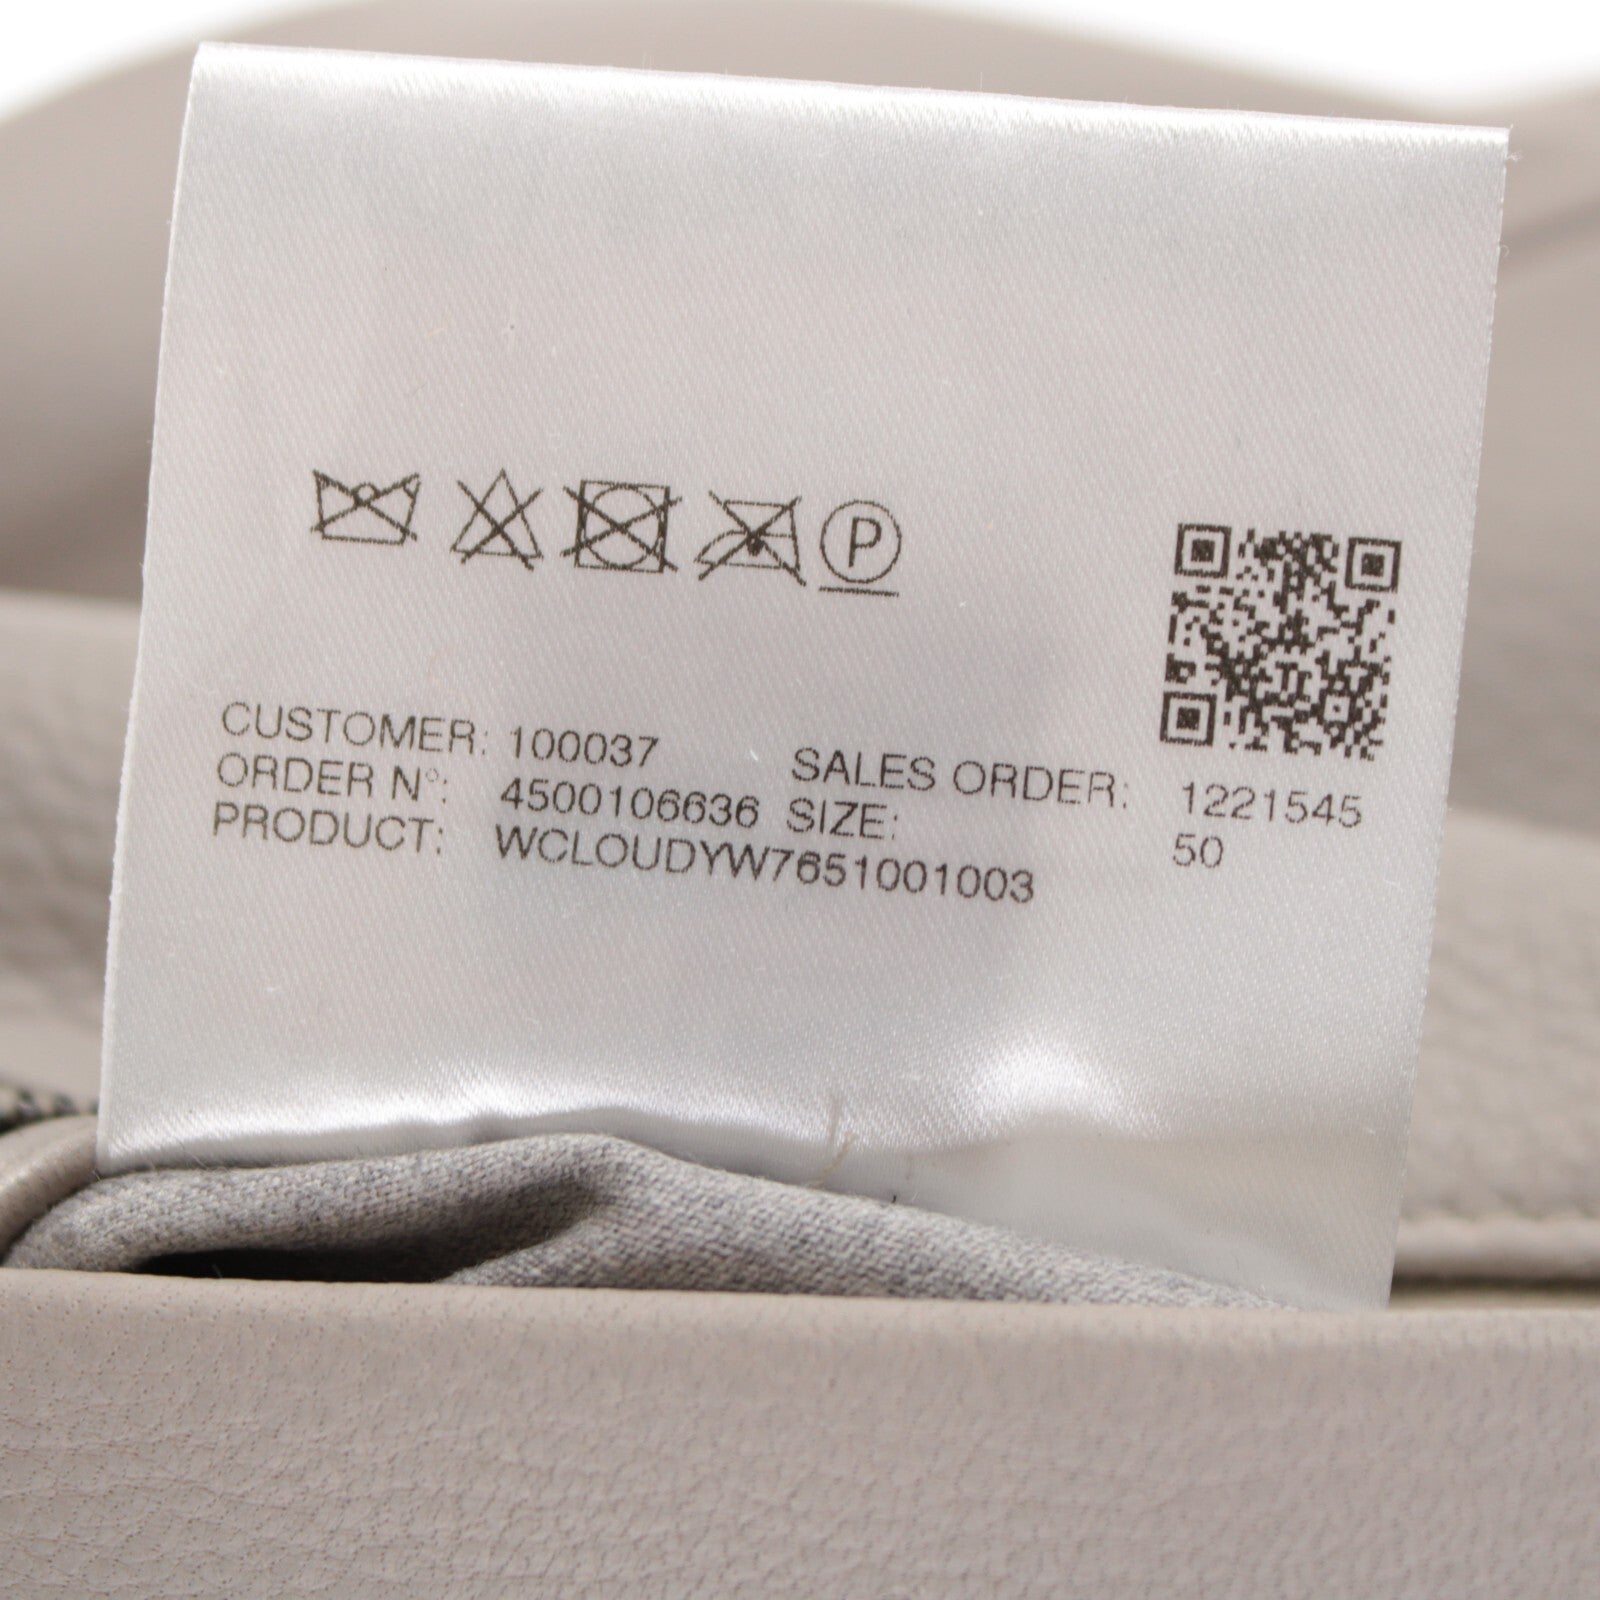 P
CUSTOMER: 100037 SALES ORDER: 1221545
ORDER N°: 4500106636 SIZE: 50
PRODUCT: WCLOUDYW7651001003